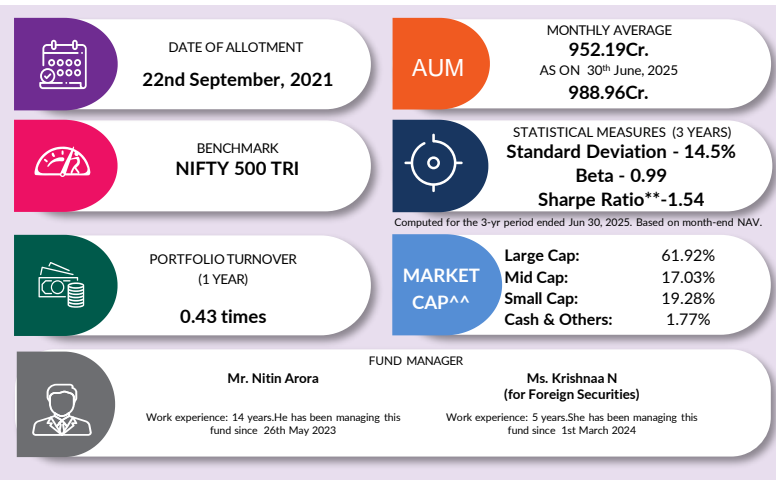 DATE OF ALLOTMENT
22nd September, 2021
AUM
MONTHLY AVERAGE
952.19Cr.
AS ON 30th June, 2025
988.96Cr.
BENCHMARK
NIFTY 500 TRI
STATISTICAL MEASURES (3 YEARS)
Standard Deviation - 14.5%
Beta - 0.99
Sharpe Ratio**-1.54
Computed for the 3-yr period ended Jun 30, 2025. Based on month-end NAV.
PORTFOLIO TURNOVER
(1 YEAR)
0.43 times
MARKET
CAP^^
Large Cap: 61.92%
Mid Cap: 17.03%
Small Cap: 19.28%
Cash & Others: 1.77%
FUND MANAGER
Mr. Nitin Arora
Work experience: 14 years.He has been managing this
fund since 26th May 2023
Ms. Krishnaa N
(for Foreign Securities)
Work experience: 5 years.She has been managing this
fund since 1st March 2024